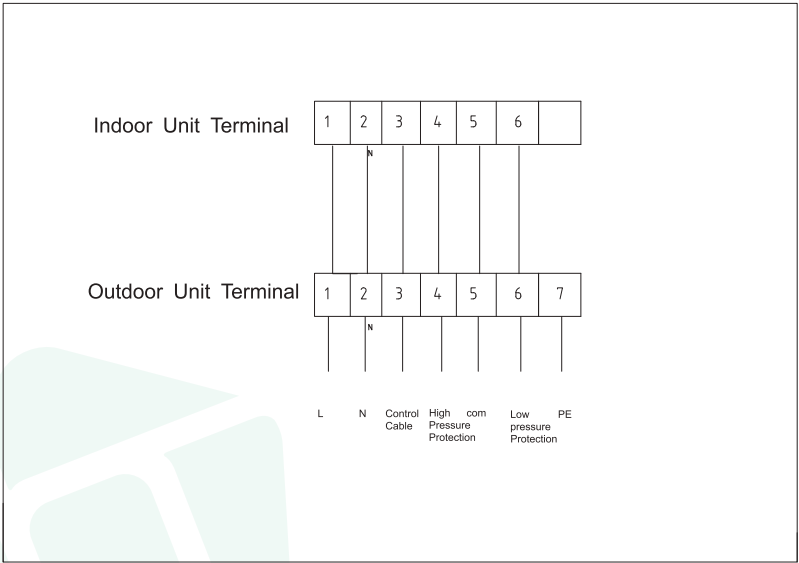 Indoor Unit Terminal
1 2 3 4 5 6
N
Outdoor Unit Terminal
1 2 3 4 5 6 7
N
L
N
Control
Cable
High
Pressure
Protection
com
Low
pressure
Protection
PE